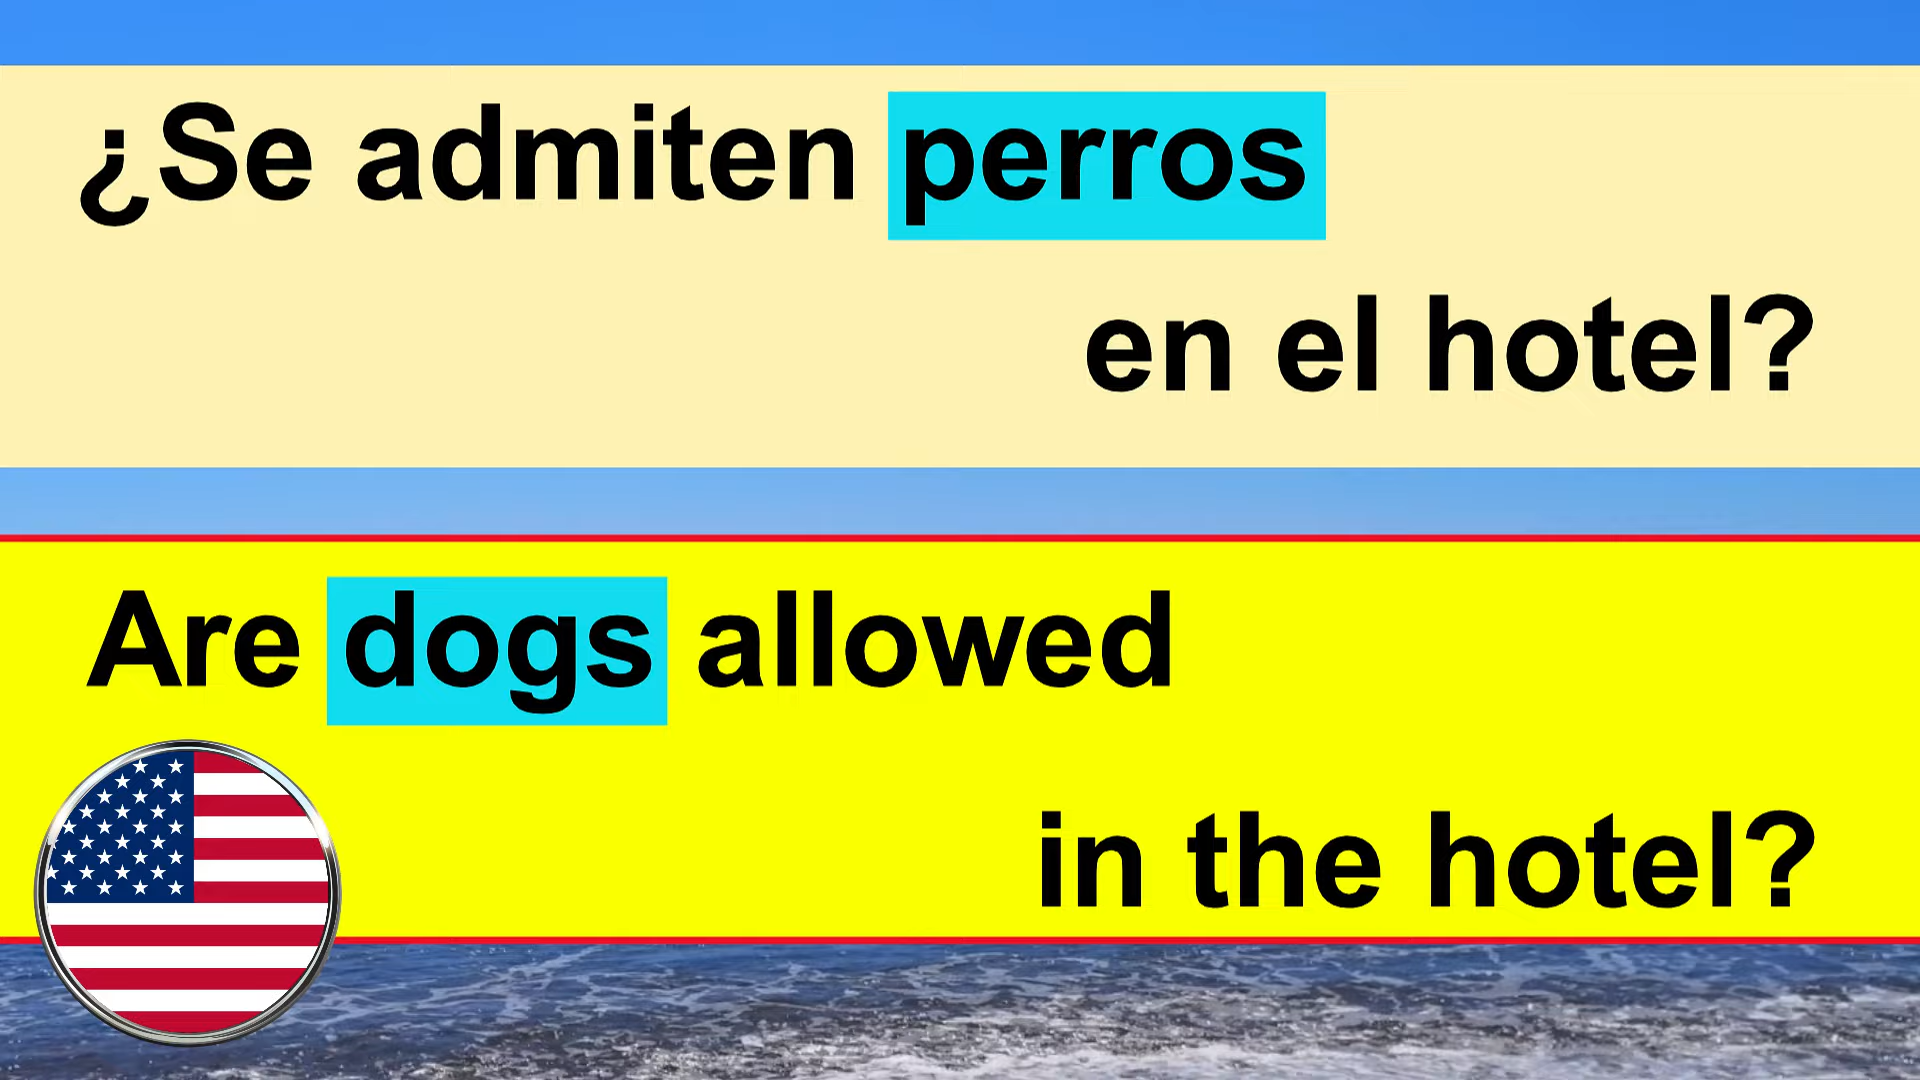 ¿Se admiten perros
en el hotel?
Are dogs allowed
in the hotel?